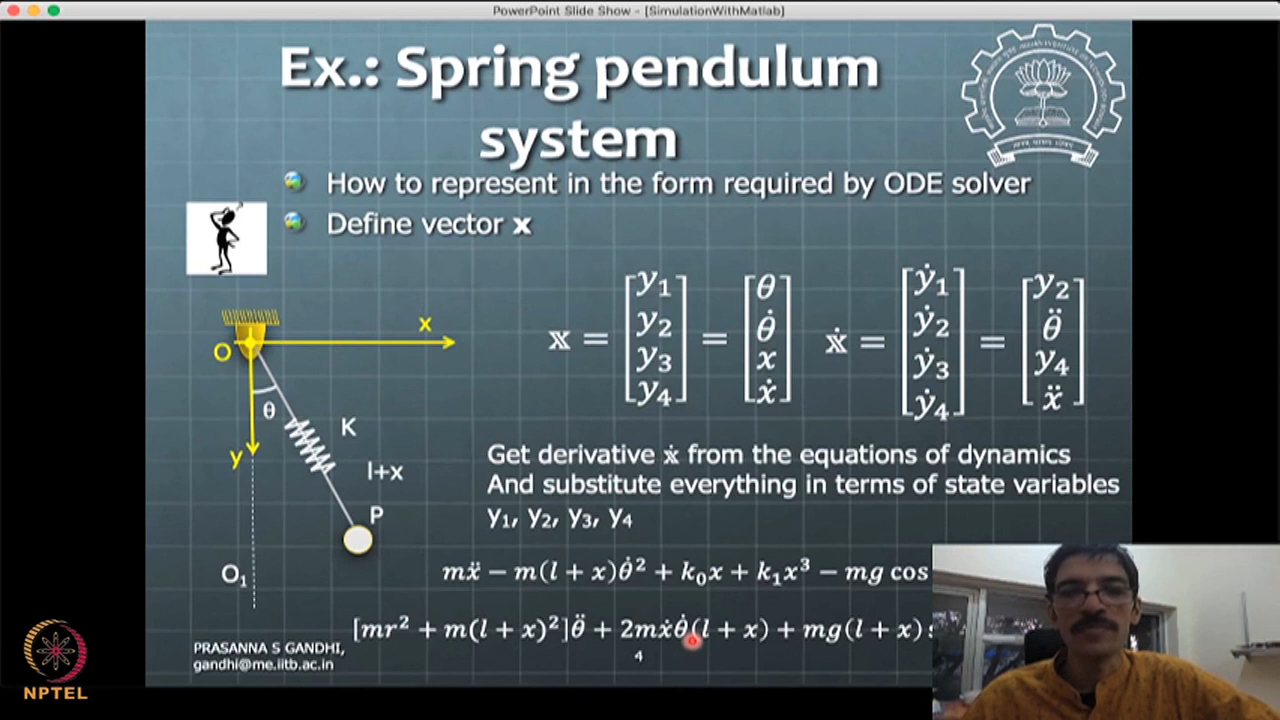 PowerPoint Slide Show - [SimulationWithMatlab]
Ex.: Spring pendulum
system
How to represent in the form required by ODE solver
Define vector x
𝕩 = [y₁ y₂ y₃ y₄] = [θ θ̇ x ẋ] 𝕩̇ = [ẏ₁ ẏ₂ ẏ₃ ẏ₄] = [y₂ θ̈ y₄ ẍ]
x
O
θ
K
y
l+x
P
O₁
Get derivative 𝕩̇ from the equations of dynamics
And substitute everything in terms of state variables
y₁, y₂, y₃, y₄
mẍ − m(l + x)θ̇² + k₀x + k₁x³ − mg cos
[mr² + m(l + x)²]θ̈ + 2mẋθ̇(l + x) + mg(l + x)
PRASANNA S GANDHI,
gandhi@me.iitb.ac.in
4
NPTEL